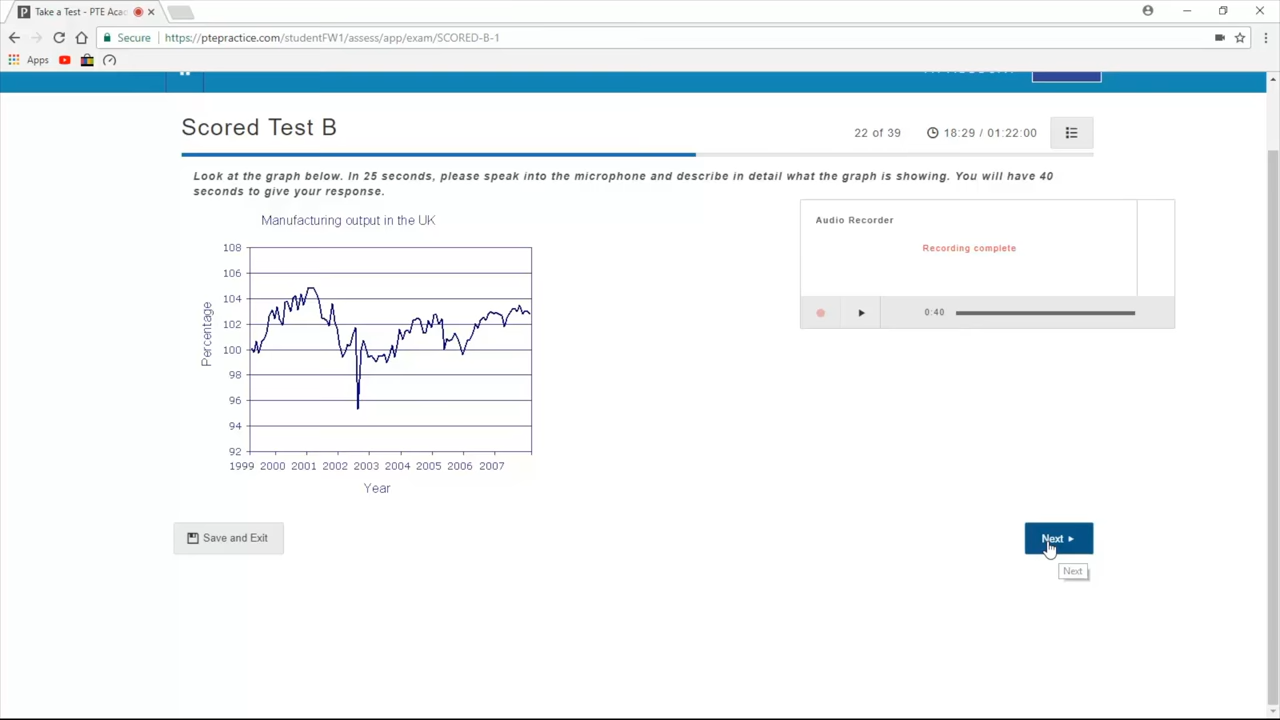 Take a Test - PTE Aca
Secure
https://ptepractice.com/studentFW1/assess/app/exam/SCORED-B-1
Apps
Scored Test B
22 of 39
18:29 / 01:22:00
Look at the graph below. In 25 seconds, please speak into the microphone and describe in detail what the graph is showing. You will have 40
seconds to give your response.
Manufacturing output in the UK
108
106
104
102
100
98
96
94
92
Percentage
1999 2000 2001 2002 2003 2004 2005 2006 2007
Year
Audio Recorder
Recording complete
0:40
Save and Exit
Next
Next